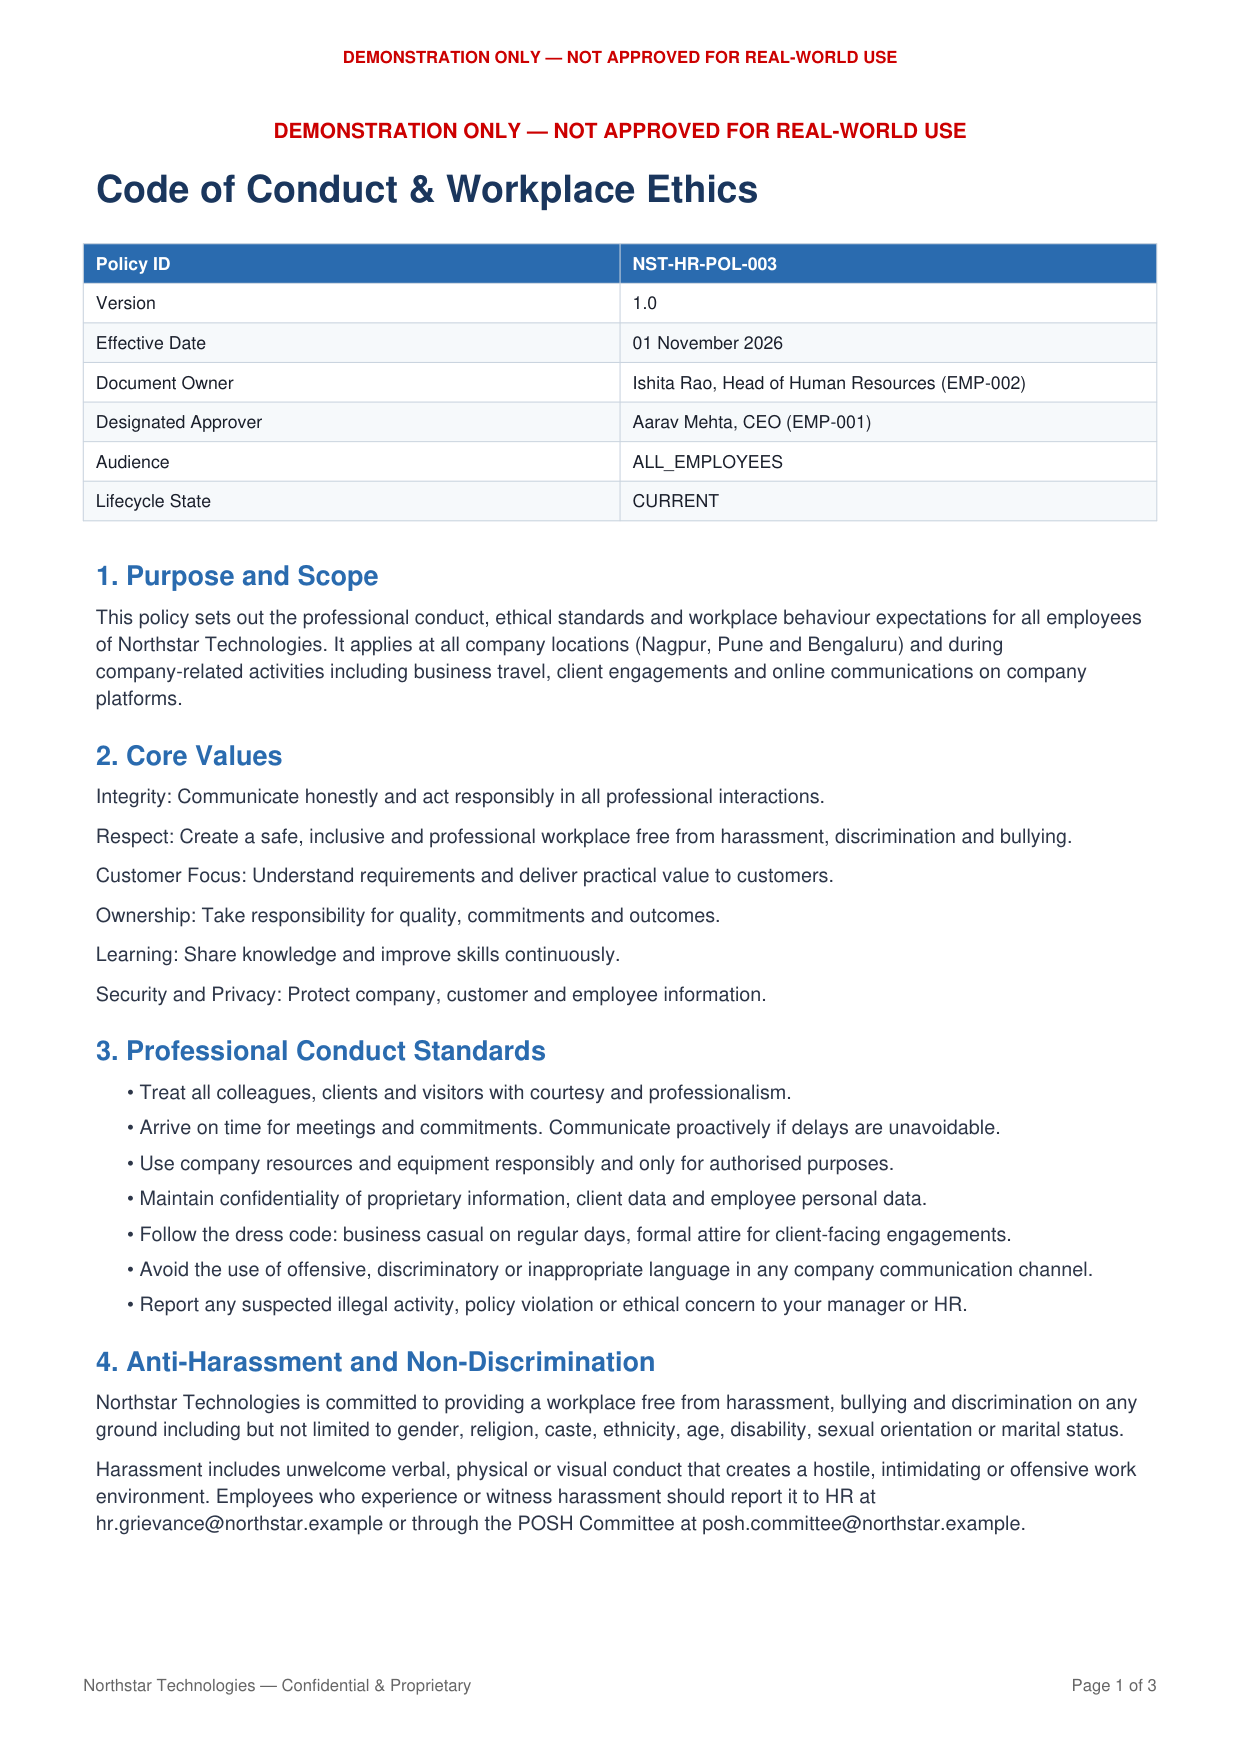 DEMONSTRATION ONLY — NOT APPROVED FOR REAL-WORLD USE
DEMONSTRATION ONLY — NOT APPROVED FOR REAL-WORLD USE
Code of Conduct & Workplace Ethics
Policy ID NST-HR-POL-003
Version 1.0
Effective Date 01 November 2026
Document Owner Ishita Rao, Head of Human Resources (EMP-002)
Designated Approver Aarav Mehta, CEO (EMP-001)
Audience ALL_EMPLOYEES
Lifecycle State CURRENT
1. Purpose and Scope
This policy sets out the professional conduct, ethical standards and workplace behaviour expectations for all employees
of Northstar Technologies. It applies at all company locations (Nagpur, Pune and Bengaluru) and during
company-related activities including business travel, client engagements and online communications on company
platforms.
2. Core Values
Integrity: Communicate honestly and act responsibly in all professional interactions.
Respect: Create a safe, inclusive and professional workplace free from harassment, discrimination and bullying.
Customer Focus: Understand requirements and deliver practical value to customers.
Ownership: Take responsibility for quality, commitments and outcomes.
Learning: Share knowledge and improve skills continuously.
Security and Privacy: Protect company, customer and employee information.
3. Professional Conduct Standards
• Treat all colleagues, clients and visitors with courtesy and professionalism.
• Arrive on time for meetings and commitments. Communicate proactively if delays are unavoidable.
• Use company resources and equipment responsibly and only for authorised purposes.
• Maintain confidentiality of proprietary information, client data and employee personal data.
• Follow the dress code: business casual on regular days, formal attire for client-facing engagements.
• Avoid the use of offensive, discriminatory or inappropriate language in any company communication channel.
• Report any suspected illegal activity, policy violation or ethical concern to your manager or HR.
4. Anti-Harassment and Non-Discrimination
Northstar Technologies is committed to providing a workplace free from harassment, bullying and discrimination on any
ground including but not limited to gender, religion, caste, ethnicity, age, disability, sexual orientation or marital status.
Harassment includes unwelcome verbal, physical or visual conduct that creates a hostile, intimidating or offensive work
environment. Employees who experience or witness harassment should report it to HR at
hr.grievance@northstar.example or through the POSH Committee at posh.committee@northstar.example.
Northstar Technologies — Confidential & Proprietary Page 1 of 3